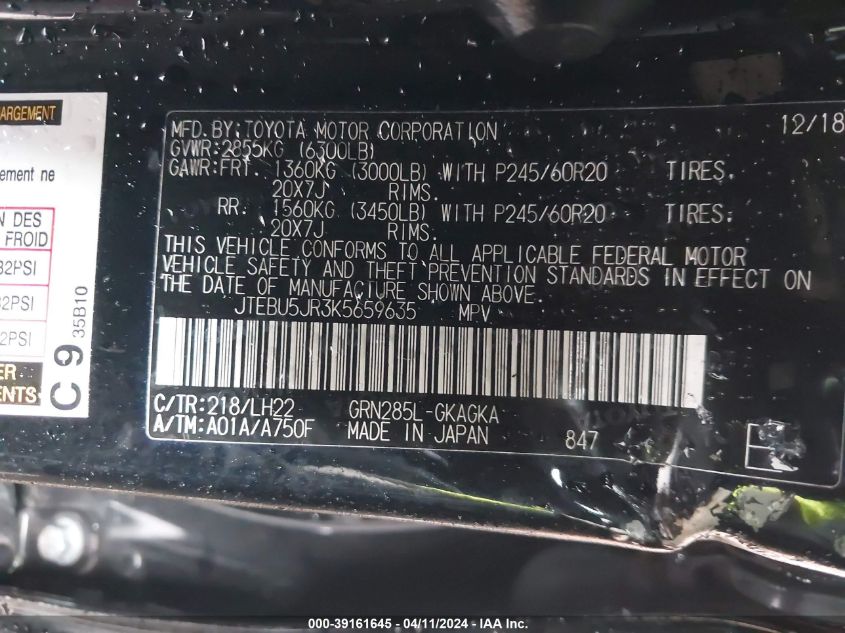 ARGEMENT
ement ne
N DES
FROID
32PSI
32PSI
2PSI
ER
ENTS
C 9 35B10
MFD.BY:TOYOTA MOTOR CORPORATION 12/18
GVWR:2855KG (6300LB)
GAWR:FRT. 1360KG (3000LB) WITH P245/60R20 TIRES,
20X7J RIMS.
RR. 1560KG (3450LB) WITH P245/60R20 TIRES,
20X7J RIMS.
THIS VEHICLE CONFORMS TO ALL APPLICABLE FEDERAL MOTOR
VEHICLE SAFETY AND THEFT PREVENTION STANDARDS IN EFFECT ON
THE DATE OF MANUFACTURE SHOWN ABOVE.
JTEBU5JR3K5659635 MPV
C/TR:218/LH22 GRN285L-GKAGKA
A/TM:A01A/A750F MADE IN JAPAN 847
000-39161645 - 04/11/2024 - IAA Inc.